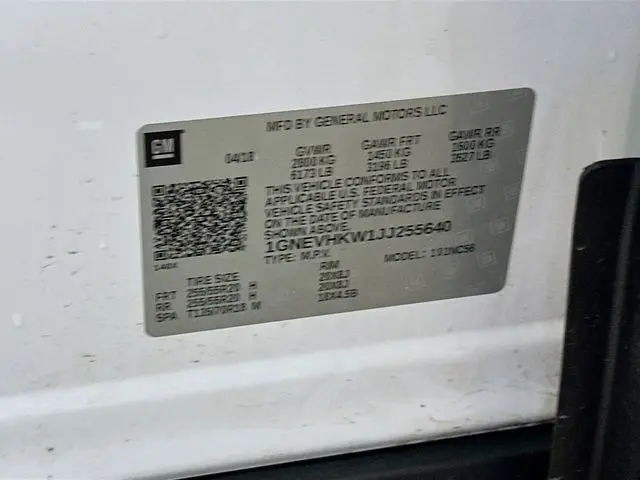 MFD BY GENERAL MOTORS LLC
GM
04/18 GVWR GAWR FRT GAWR RR
2800 KG 1450 KG 1600 KG
6173 LB 3196 LB 3527 LB
THIS VEHICLE CONFORMS TO ALL
APPLICABLE U.S. FEDERAL MOTOR
VEHICLE SAFETY STANDARDS IN EFFECT
ON THE DATE OF MANUFACTURE
SHOWN ABOVE.
1GNEVHKW1JJ255640
TYPE: M.P.V. MODEL: 1 01NC56
TIRE SIZE RIM
FRT 255/55R20 H 20X8J
RR 255/55R20 H 20X8J
SPA T135/70R18 M 18X4.5B